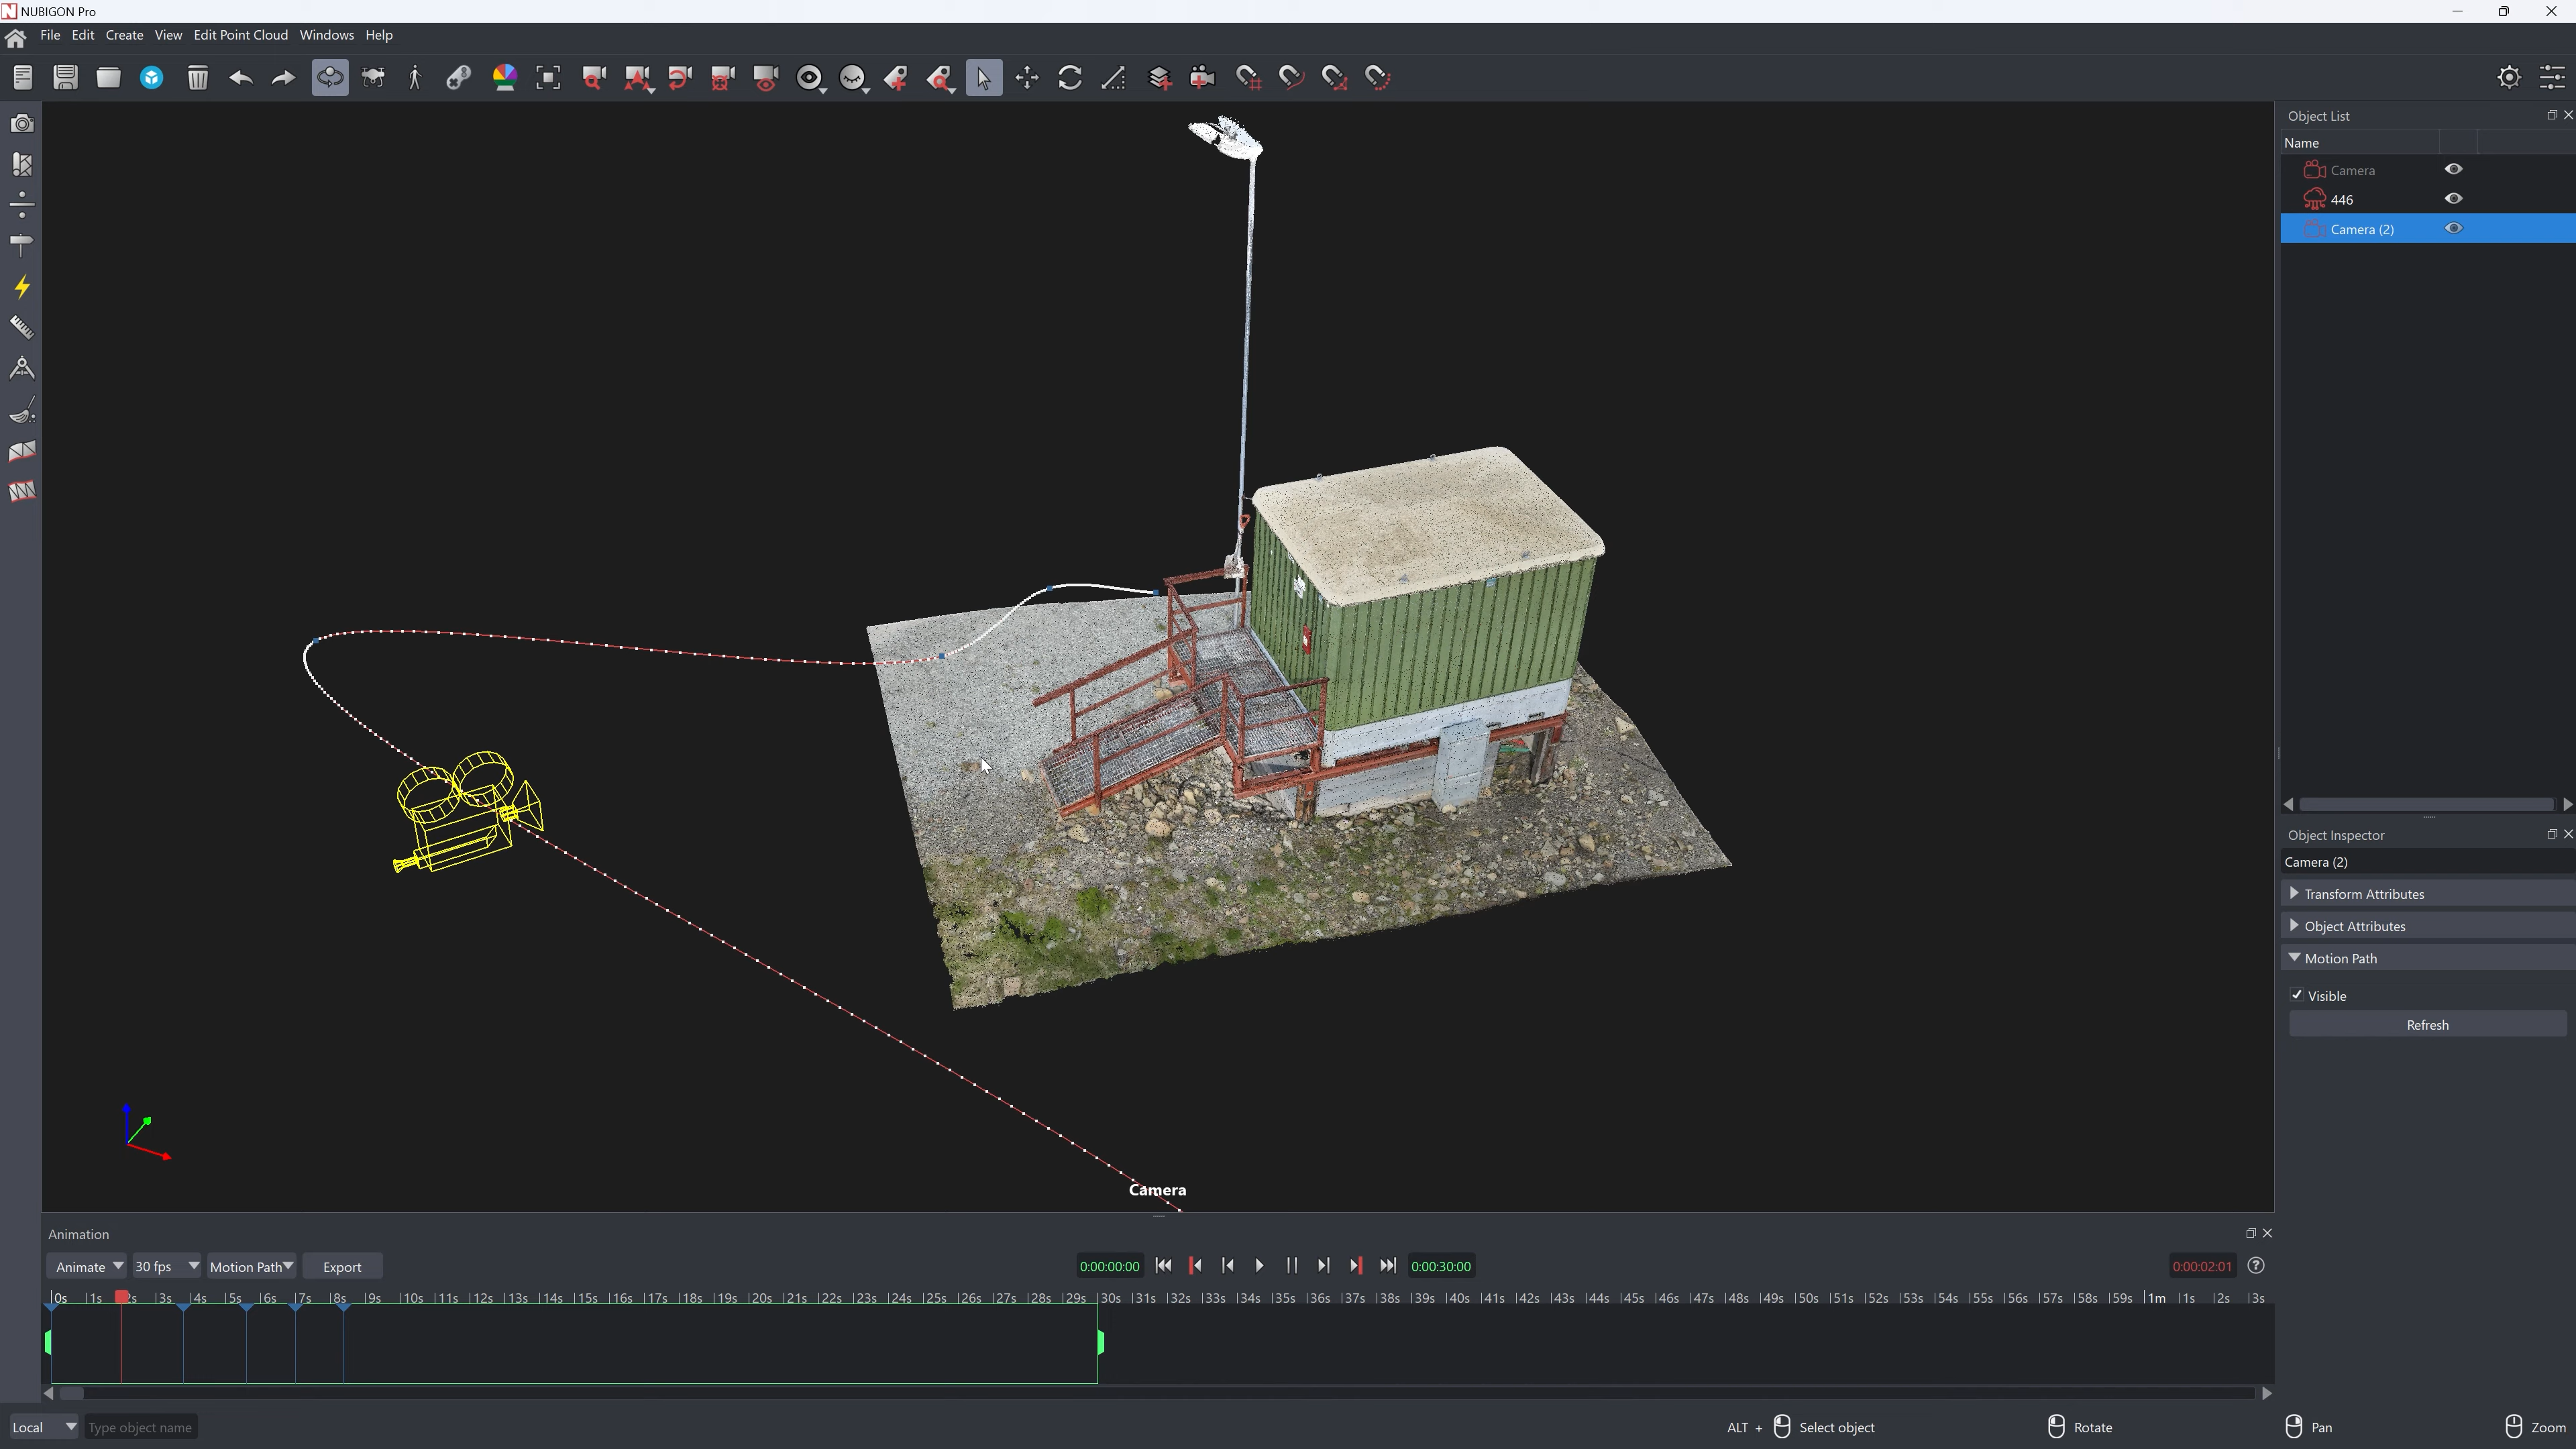 NUBIGON Pro
File Edit Create View Edit Point Cloud Windows Help
Object List
Name
Camera
446
Camera (2)
Camera
Object Inspector
Camera (2)
Transform Attributes
Object Attributes
Motion Path
Visible
Refresh
Animation
Animate 30 fps Motion Path Export 0:00:00:00 0:00:30:00 0:00:02:01
0s 1s 2s 3s 4s 5s 6s 7s 8s 9s 10s 11s 12s 13s 14s 15s 16s 17s 18s 19s 20s 21s 22s 23s 24s 25s 26s 27s 28s 29s 30s 31s 32s 33s 34s 35s 36s 37s 38s 39s 40s 41s 42s 43s 44s 45s 46s 47s 48s 49s 50s 51s 52s 53s 54s 55s 56s 57s 58s 59s 1m 1s 2s 3s
Local Type object name ALT + Select object Rotate Pan Zoom